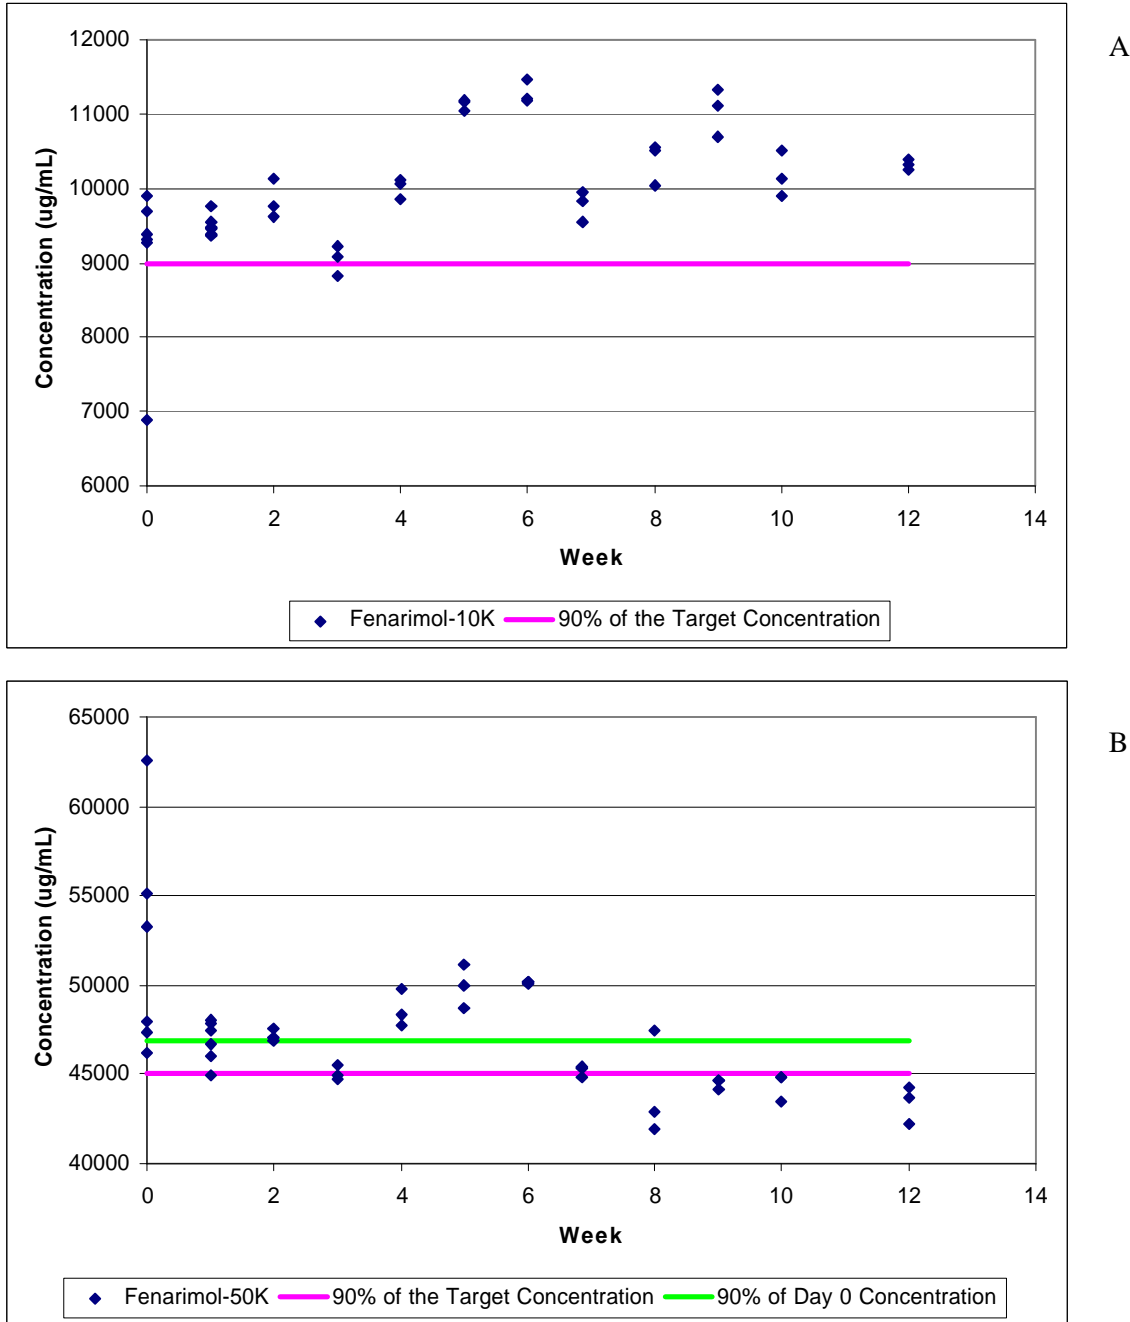 A
12000
11000
10000
9000
8000
7000
6000
Concentration (ug/mL)
0 2 4 6 8 10 12 14
Week
Fenarimol-10K 90% of the Target Concentration
B
65000
60000
55000
50000
45000
40000
Concentration (ug/mL)
0 2 4 6 8 10 12 14
Week
Fenarimol-50K 90% of the Target Concentration 90% of Day 0 Concentration